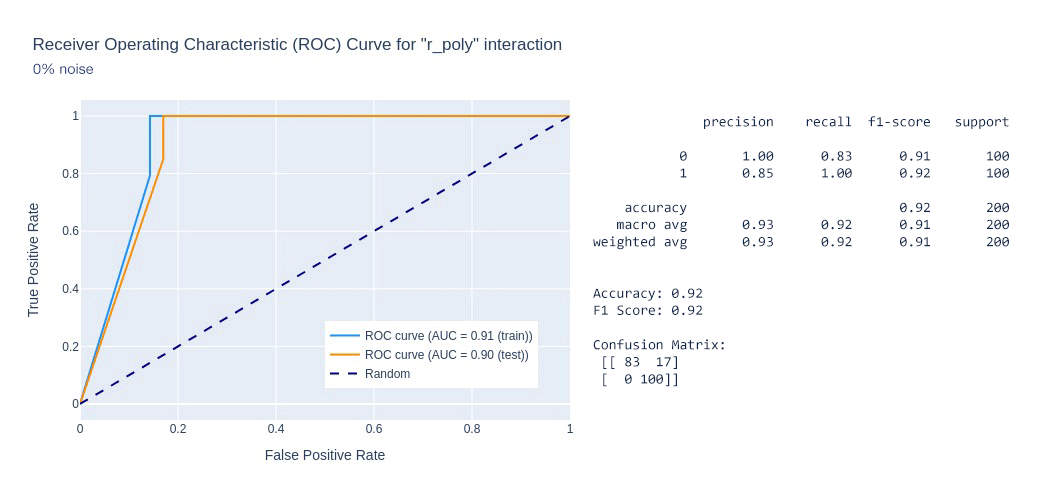 Receiver Operating Characteristic (ROC) Curve for "r_poly" interaction
0% noise
True Positive Rate
1
0.8
0.6
0.4
0.2
0
0 0.2 0.4 0.6 0.8 1
False Positive Rate
ROC curve (AUC = 0.91 (train))
ROC curve (AUC = 0.90 (test))
Random
precision recall f1-score support
0 1.00 0.83 0.91 100
1 0.85 1.00 0.92 100
accuracy 0.92 200
macro avg 0.93 0.92 0.91 200
weighted avg 0.93 0.92 0.91 200
Accuracy: 0.92
F1 Score: 0.92
Confusion Matrix:
[[ 83 17]
[ 0 100]]